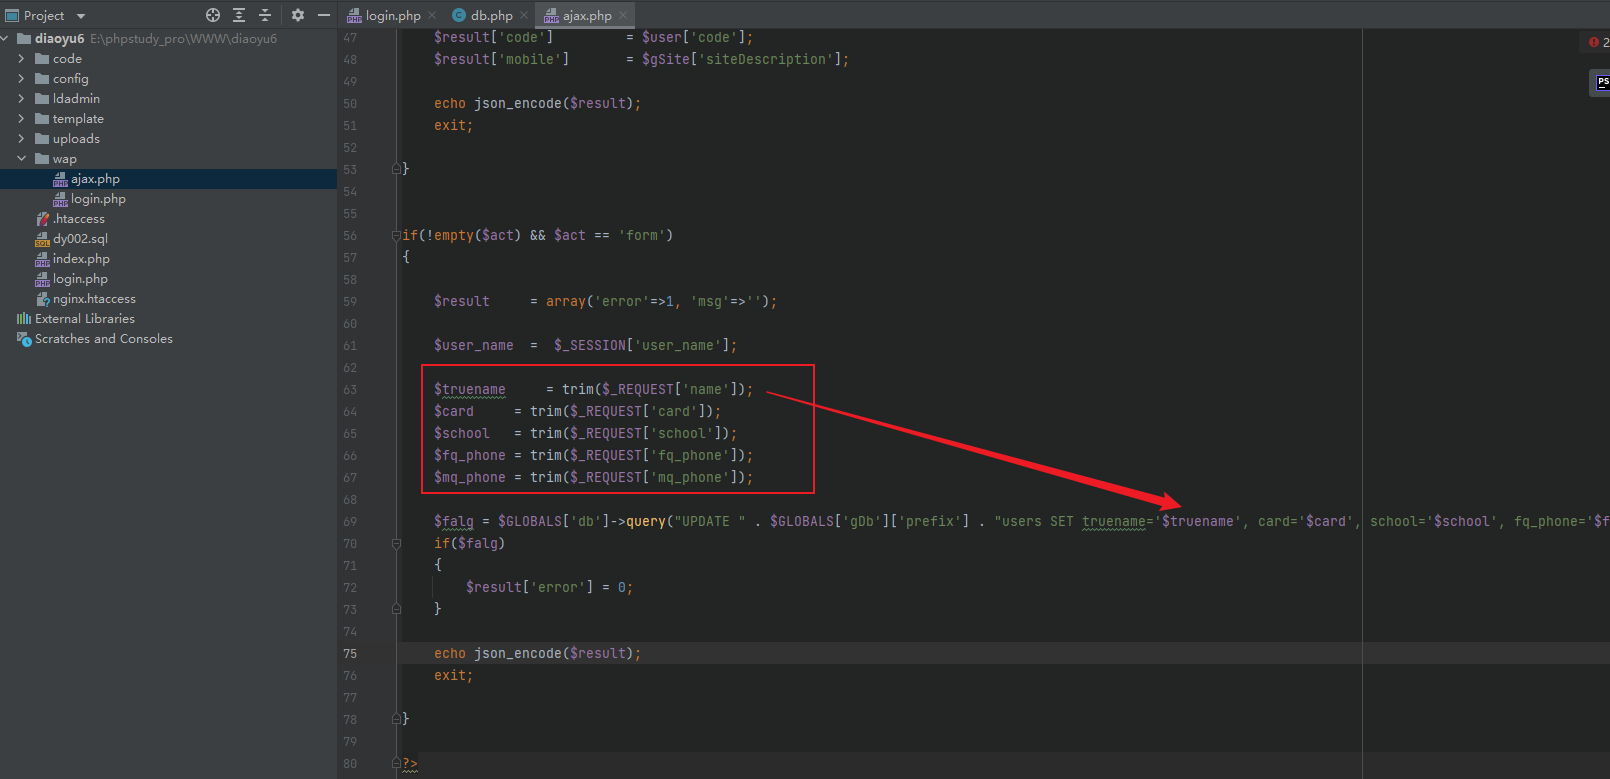 Project
login.php
db.php
ajax.php
diaoyu6 E:\phpstudy_pro\WWW\diaoyu6
code
config
ldadmin
template
uploads
wap
ajax.php
login.php
.htaccess
dy002.sql
index.php
login.php
nginx.htaccess
External Libraries
Scratches and Consoles
47 $result['code'] = $user['code'];
48 $result['mobile'] = $gSite['siteDescription'];
49
50 echo json_encode($result);
51 exit;
52
53 }
54
55
56 if(!empty($act) && $act == 'form')
57 {
58
59 $result = array('error'=>1, 'msg'=>'');
60
61 $user_name = $_SESSION['user_name'];
62
63 $truename = trim($_REQUEST['name']);
64 $card = trim($_REQUEST['card']);
65 $school = trim($_REQUEST['school']);
66 $fq_phone = trim($_REQUEST['fq_phone']);
67 $mq_phone = trim($_REQUEST['mq_phone']);
68
69 $falg = $GLOBALS['db']->query("UPDATE " . $GLOBALS['gDb']['prefix'] . "users SET truename='$truename', card='$card', school='$school', fq_phone='$f
70 if($falg)
71 {
72 $result['error'] = 0;
73 }
74
75 echo json_encode($result);
76 exit;
77
78 }
79
80 ?>
2
PS